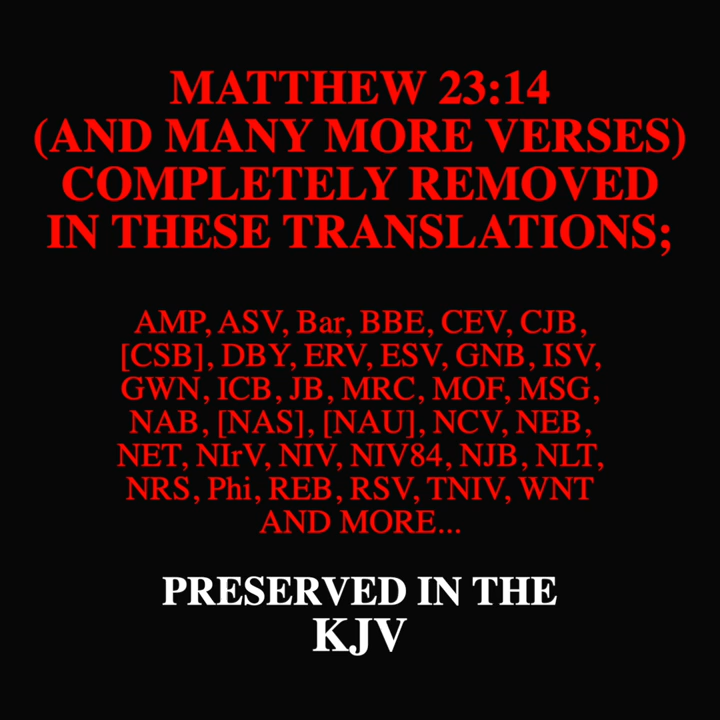 MATTHEW 23:14
(AND MANY MORE VERSES)
COMPLETELY REMOVED
IN THESE TRANSLATIONS;
AMP, ASV, Bar, BBE, CEV, CJB,
[CSB], DBY, ERV, ESV, GNB, ISV,
GWN, ICB, JB, MRC, MOF, MSG,
NAB, [NAS], [NAU], NCV, NEB,
NET, NIrV, NIV, NIV84, NJB, NLT,
NRS, Phi, REB, RSV, TNIV, WNT
AND MORE...
PRESERVED IN THE
KJV